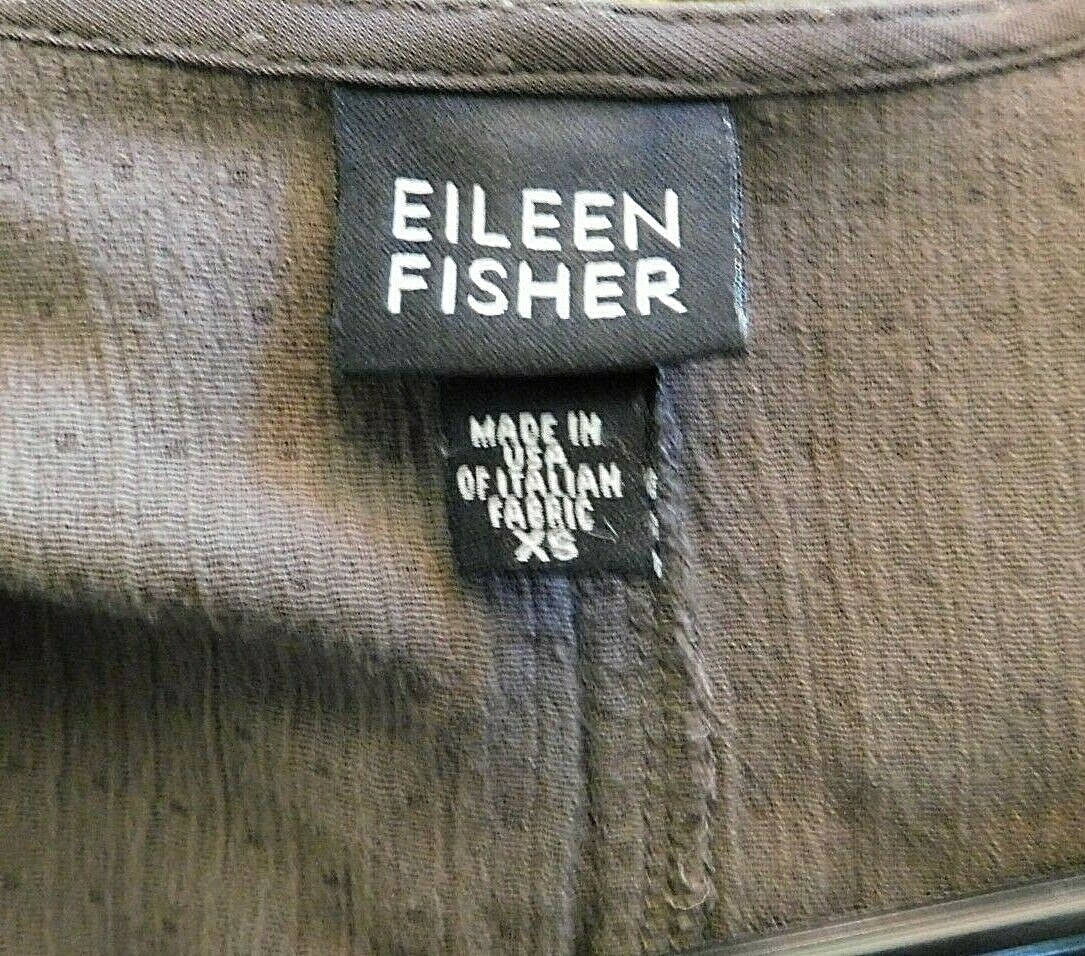 EILEEN
FISHER
MADE IN
USA
OF ITALIAN
FABRIC
XS